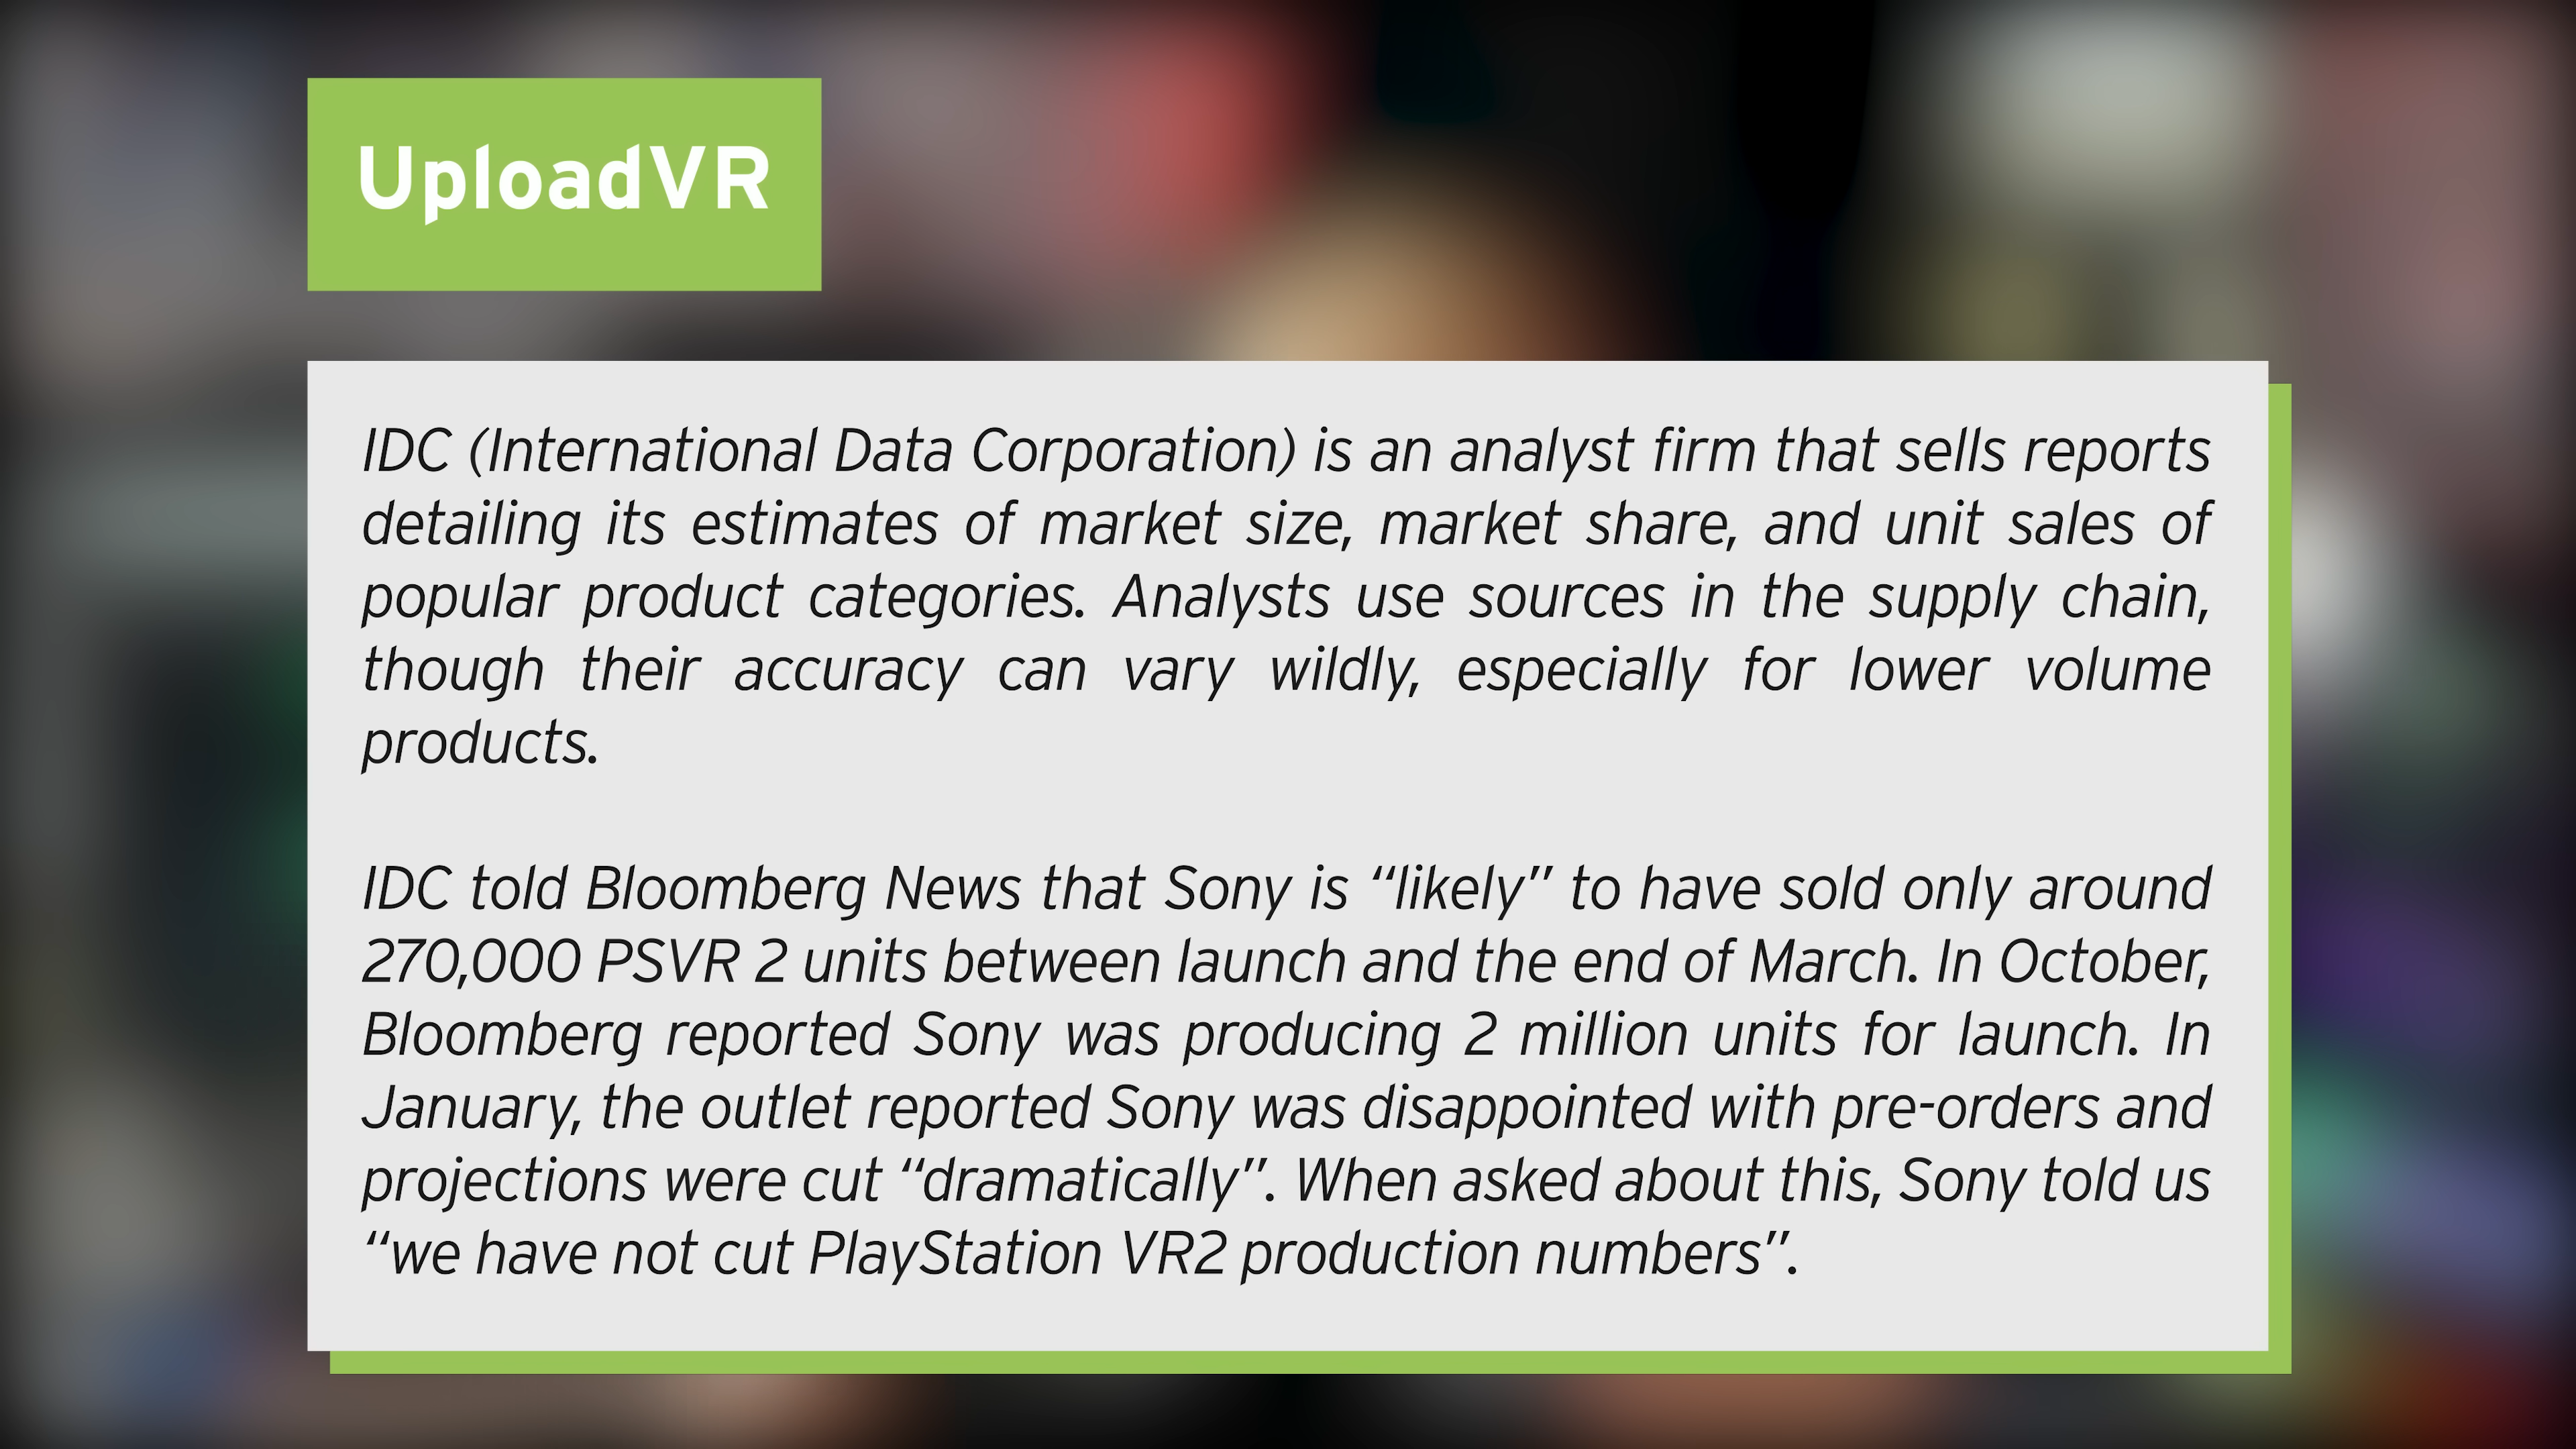 UploadVR
IDC (International Data Corporation) is an analyst firm that sells reports
detailing its estimates of market size, market share, and unit sales of
popular product categories. Analysts use sources in the supply chain,
though their accuracy can vary wildly, especially for lower volume
products.
IDC told Bloomberg News that Sony is “likely” to have sold only around
270,000 PSVR 2 units between launch and the end of March. In October,
Bloomberg reported Sony was producing 2 million units for launch. In
January, the outlet reported Sony was disappointed with pre-orders and
projections were cut “dramatically”. When asked about this, Sony told us
“we have not cut PlayStation VR2 production numbers”.